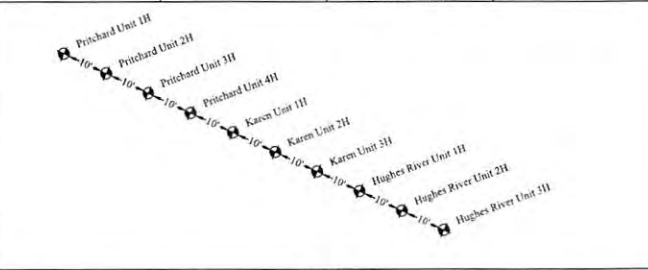 Pritchard Unit 1H
10'
Pritchard Unit 2H
10'
Pritchard Unit 3H
10'
Pritchard Unit 4H
10'
Karen Unit 1H
10'
Karen Unit 2H
10'
Karen Unit 3H
10'
Hughes River Unit 1H
10'
Hughes River Unit 2H
10'
Hughes River Unit 3H